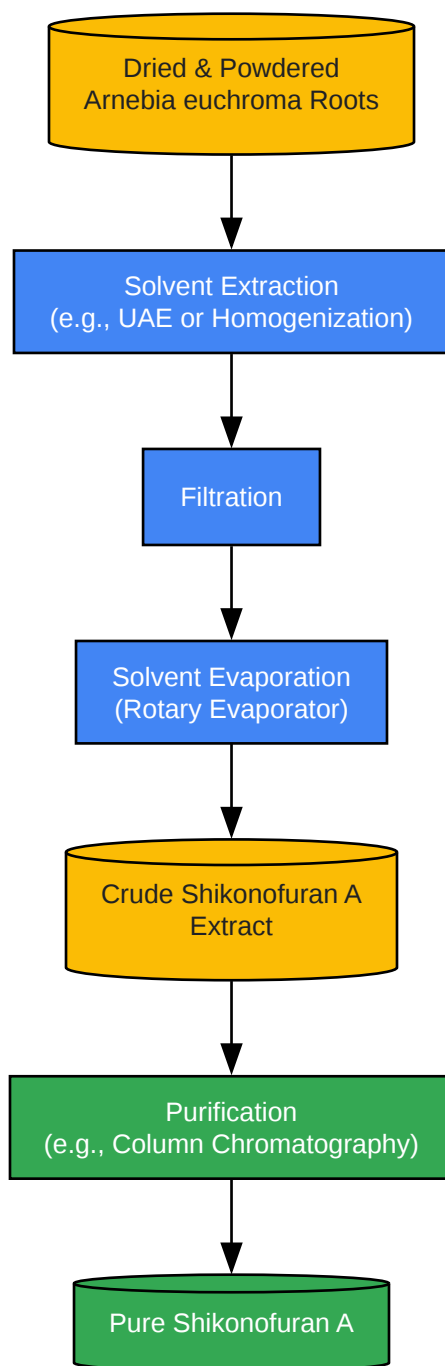 Dried & Powdered
Arnebia euchroma Roots
Solvent Extraction
(e.g., UAE or Homogenization)
Filtration
Solvent Evaporation
(Rotary Evaporator)
Crude Shikonofuran A
Extract
Purification
(e.g., Column Chromatography)
Pure Shikonofuran A